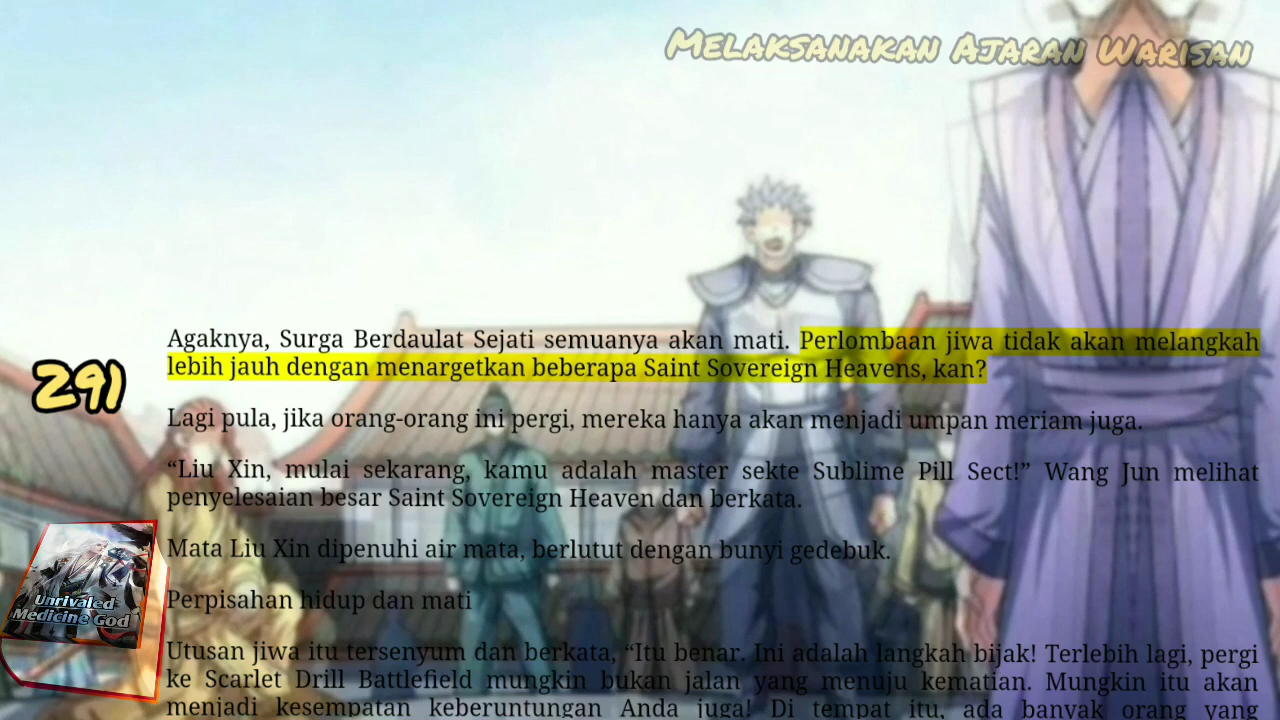 Melaksanakan Ajaran Warisan
Agaknya, Surga Berdaulat Sejati semuanya akan mati. Perlombaan jiwa tidak akan melangkah
lebih jauh dengan menargetkan beberapa Saint Sovereign Heavens, kan?
291
Lagi pula, jika orang-orang ini pergi, mereka hanya akan menjadi umpan meriam juga.
“Liu Xin, mulai sekarang, kamu adalah master sekte Sublime Pill Sect!” Wang Jun melihat
penyelesaian besar Saint Sovereign Heaven dan berkata.
Mata Liu Xin dipenuhi air mata, berlutut dengan bunyi gedebuk.
Unrivaled
Medicine God
Perpisahan hidup dan mati
Utusan jiwa itu tersenyum dan berkata, “Itu benar. Ini adalah langkah bijak! Terlebih lagi, pergi
ke Scarlet Drill Battlefield mungkin bukan jalan yang menuju kematian. Mungkin itu akan
menjadi kesempatan keberuntungan Anda juga! Di tempat itu, ada banyak orang yang